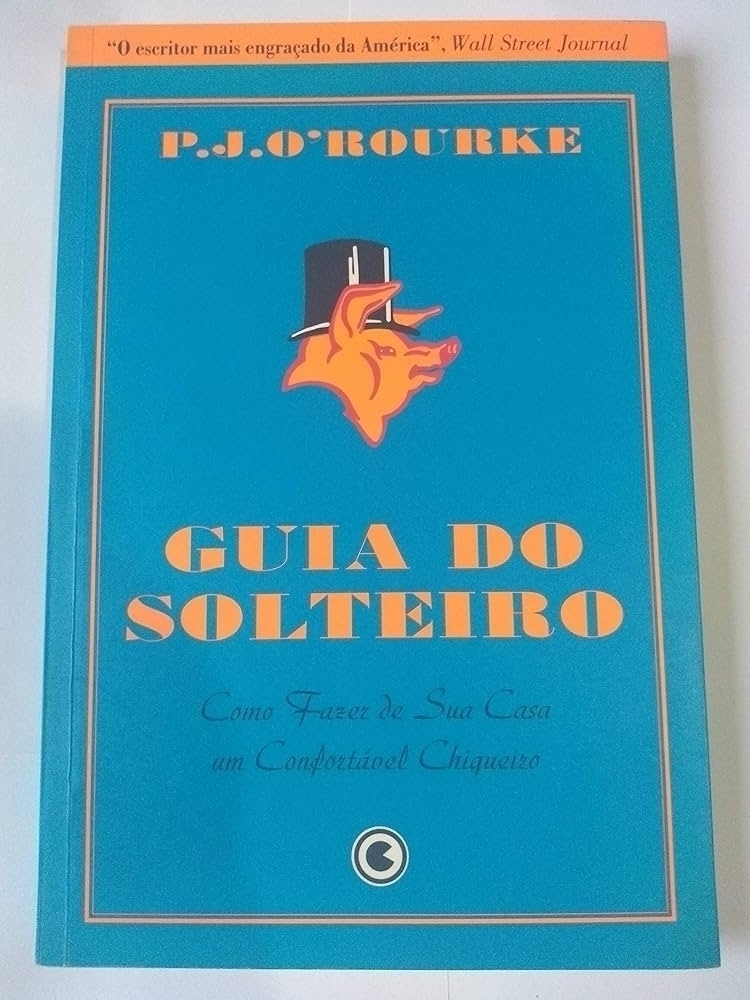 “O escritor mais engraçado da América”, Wall Street Journal
P.J.O’ROURKE
GUIA DO
SOLTEIRO
Como Fazer de Sua Casa
um Confortável Chiqueiro